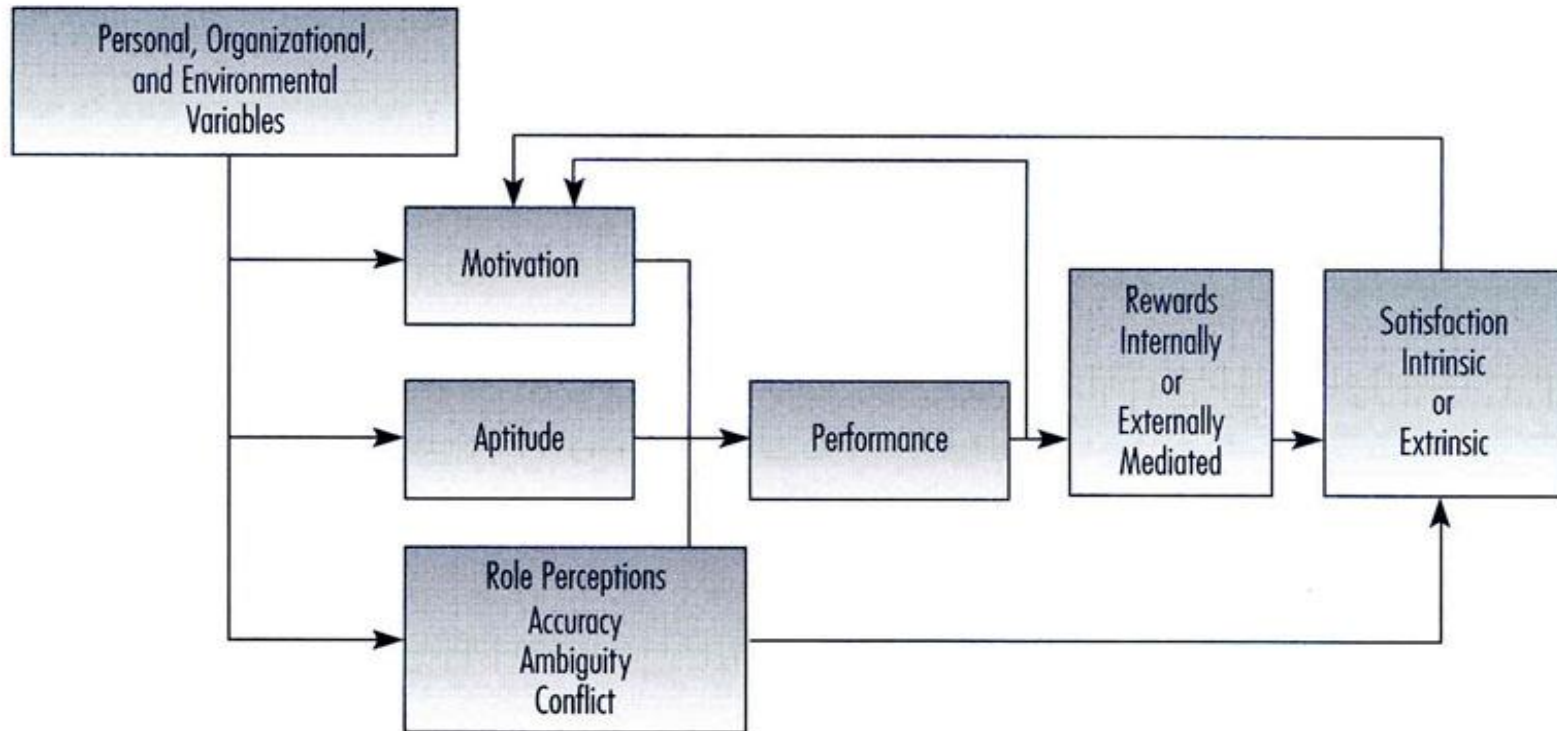 Personal, Organizational,
and Environmental
Variables
Motivation
Aptitude
Role Perceptions
Accuracy
Ambiguity
Conflict
Performance
Rewards
Internally
or
Externally
Mediated
Satisfaction
Intrinsic
or
Extrinsic